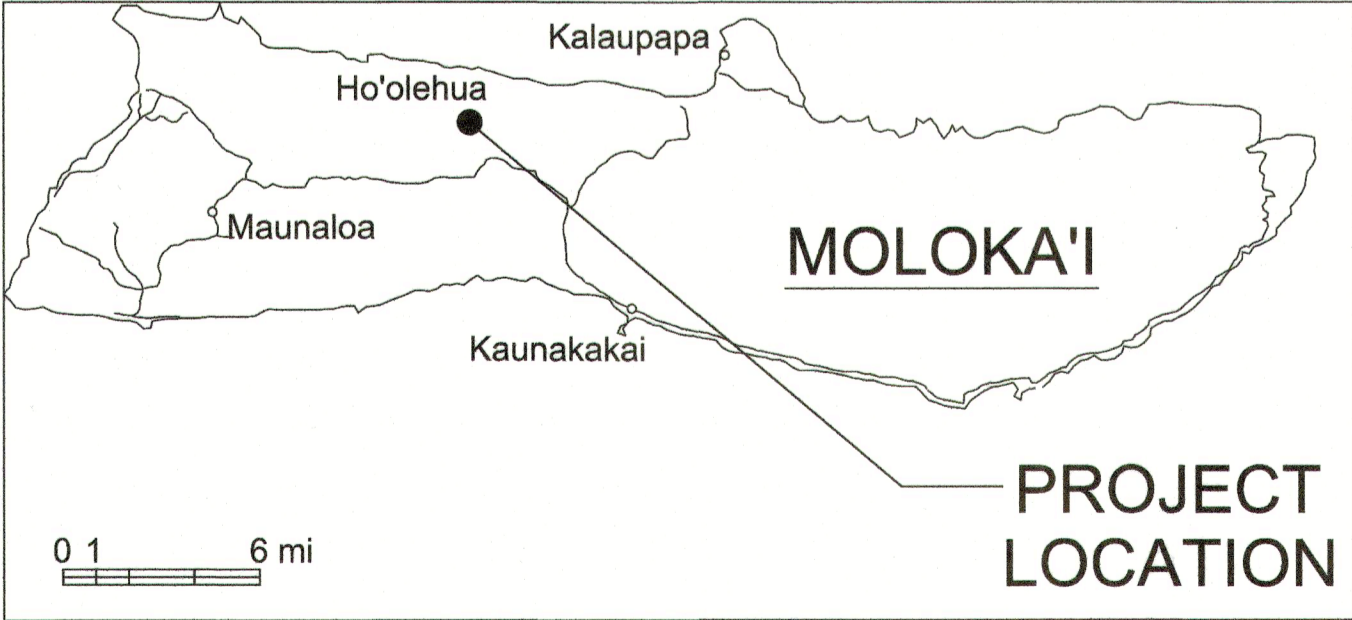 Kalaupapa
Ho'olehua
Maunaloa
MOLOKA'I
Kaunakakai
PROJECT
LOCATION
0 1 6 mi